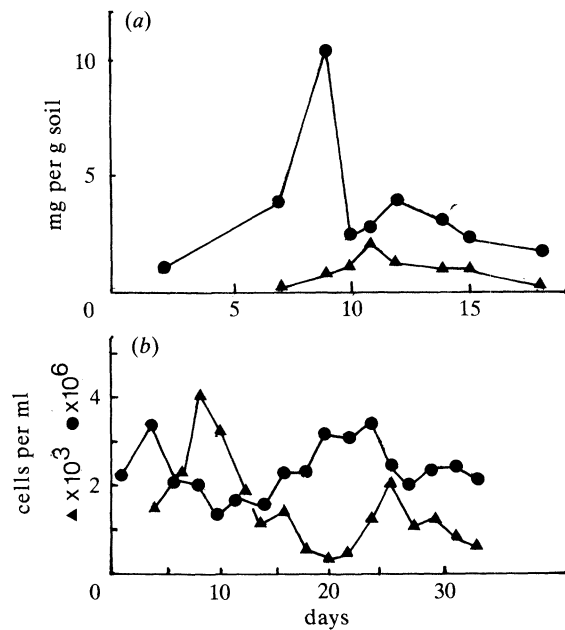 (a)
10
5
mg per g soil
0
5
10
15
(b)
4
2
cells per ml
▲ ×10³ ● ×10⁶
0
10
20
30
days